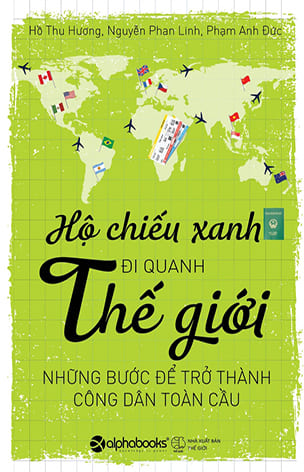 Hồ Thu Hương, Nguyễn Phan Linh, Phạm Anh Đức
Hộ chiếu xanh
ĐI QUANH
Thế giới
NHỮNG BƯỚC ĐỂ TRỞ THÀNH
CÔNG DÂN TOÀN CẦU
alphabooks
NHÀ XUẤT BẢN
THẾ GIỚI